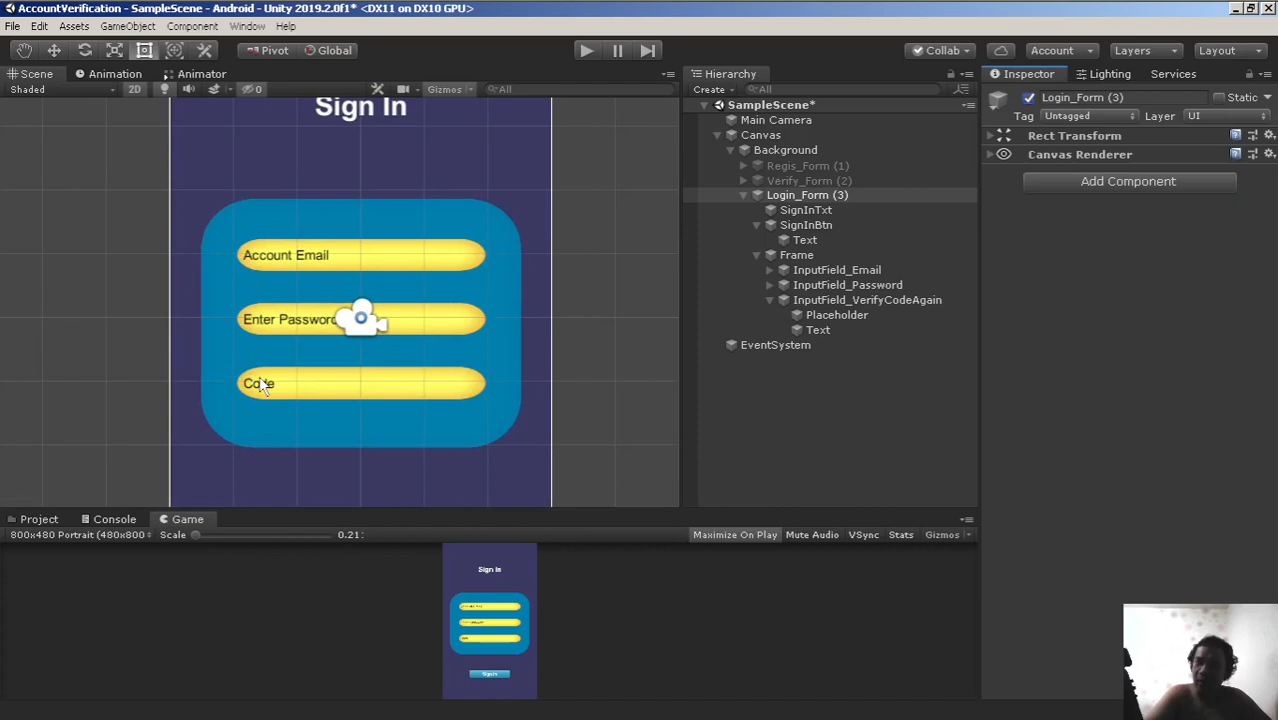 AccountVerification - SampleScene - Android - Unity 2019.2.0f1* <DX11 on DX10 GPU>
File Edit Assets GameObject Component Window Help
Pivot Global Collab Account Layers Layout
Scene Animation Animator
Shaded 2D 0 Gizmos All
Sign In
Account Email
Enter Password
Code
Hierarchy
Create All
SampleScene*
Main Camera
Canvas
Background
Regis_Form (1)
Verify_Form (2)
Login_Form (3)
SignInTxt
SignInBtn
Text
Frame
InputField_Email
InputField_Password
InputField_VerifyCodeAgain
Placeholder
Text
EventSystem
Inspector Lighting Services
Login_Form (3) Static
Tag Untagged Layer UI
Rect Transform
Canvas Renderer
Add Component
Project Console Game
800x480 Portrait (480x800 Scale 0.21: Maximize On Play Mute Audio VSync Stats Gizmos
Sign In
Sign In